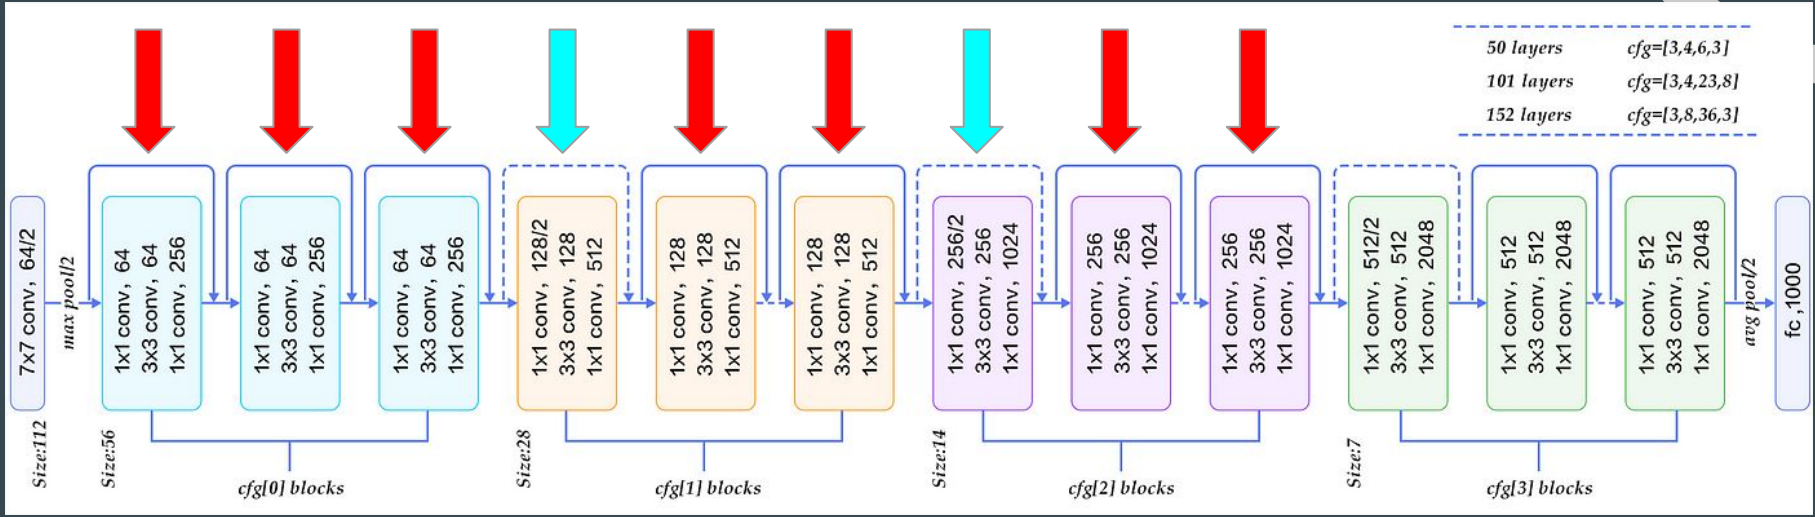 50 layers cfg=[3,4,6,3]
101 layers cfg=[3,4,23,8]
152 layers cfg=[3,8,36,3]
7x7 conv, 64/2
max pool/2
1x1 conv, 64
3x3 conv, 64
1x1 conv, 256
1x1 conv, 64
3x3 conv, 64
1x1 conv, 256
1x1 conv, 64
3x3 conv, 64
1x1 conv, 256
1x1 conv, 128/2
3x3 conv, 128
1x1 conv, 512
1x1 conv, 128
3x3 conv, 128
1x1 conv, 512
1x1 conv, 128
3x3 conv, 128
1x1 conv, 512
1x1 conv, 256/2
3x3 conv, 256
1x1 conv, 1024
1x1 conv, 256
3x3 conv, 256
1x1 conv, 1024
1x1 conv, 256
3x3 conv, 256
1x1 conv, 1024
1x1 conv, 512/2
3x3 conv, 512
1x1 conv, 2048
1x1 conv, 512
3x3 conv, 512
1x1 conv, 2048
1x1 conv, 512
3x3 conv, 512
1x1 conv, 2048
avg pool/2
fc ,1000
Size:112
Size:56
Size:28
Size:14
Size:7
cfg[0] blocks
cfg[1] blocks
cfg[2] blocks
cfg[3] blocks